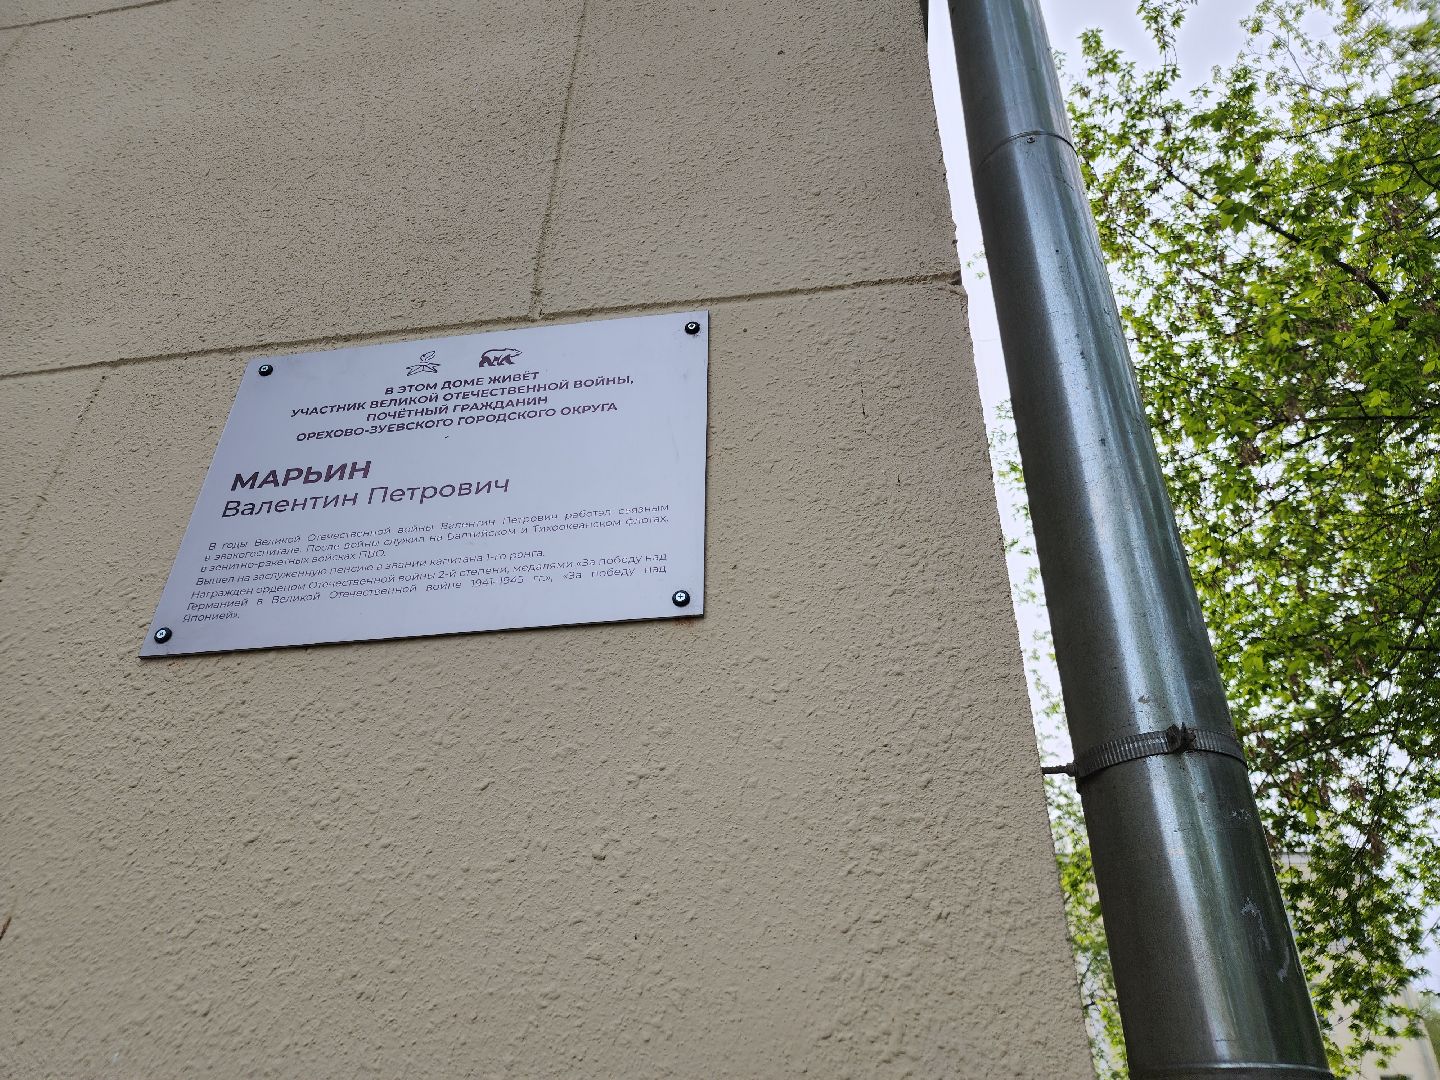 В ЭТОМ ДОМЕ ЖИВЁТ
УЧАСТНИК ВЕЛИКОЙ ОТЕЧЕСТВЕННОЙ ВОЙНЫ,
ПОЧЁТНЫЙ ГРАЖДАНИН
ОРЕХОВО-ЗУЕВСКОГО ГОРОДСКОГО ОКРУГА
МАРЬИН
Валентин Петрович
В годы Великой Отечественной войны Валентин Петрович работал связным
в эвакогоспитале. После войны служил на Балтийском и Тихоокеанском флотах,
в зенитно-ракетных войсках ПВО.
Вышел на заслуженную пенсию в звании капитана 1-го ранга.
Награжден орденом Отечественной войны 2-й степени, медалями «За победу над
Германией в Великой Отечественной войне 1941-1945 гг», «За победу над
Японией».